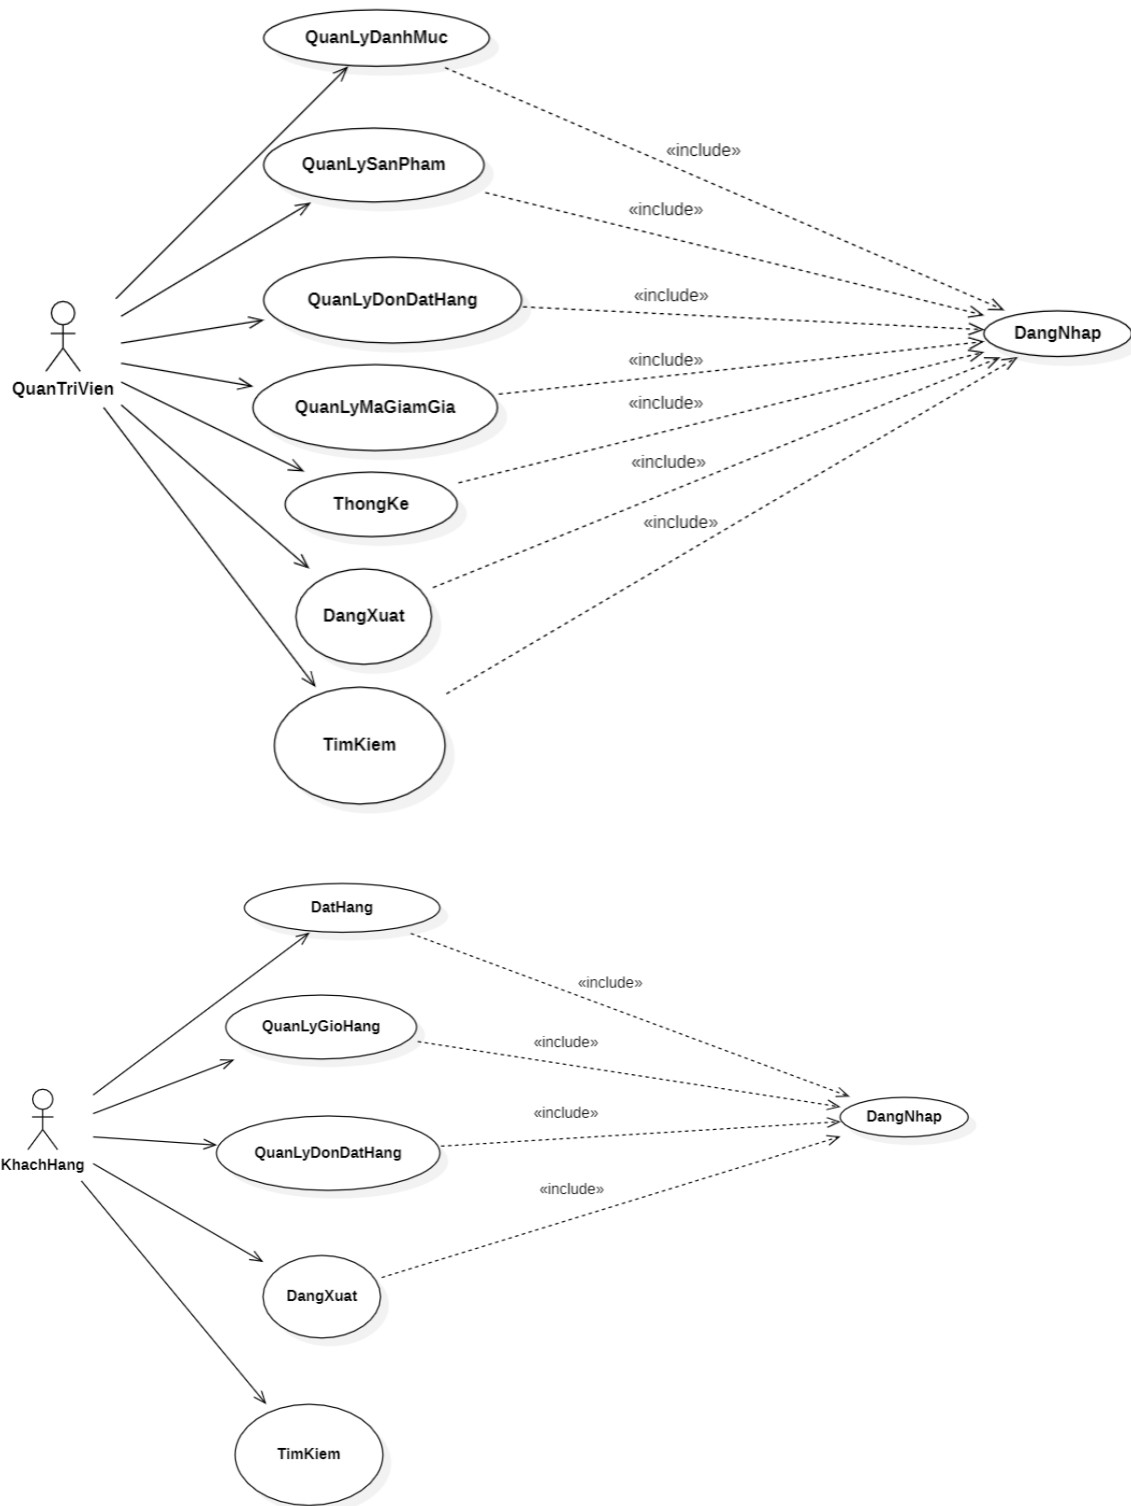 QuanLyDanhMuc
«include»
QuanLySanPham
«include»
QuanLyDonDatHang
«include»
DangNhap
QuanTriVien
«include»
QuanLyMaGiamGia
«include»
«include»
ThongKe
«include»
DangXuat
TimKiem
DatHang
«include»
QuanLyGioHang
«include»
«include»
DangNhap
QuanLyDonDatHang
KhachHang
«include»
DangXuat
TimKiem